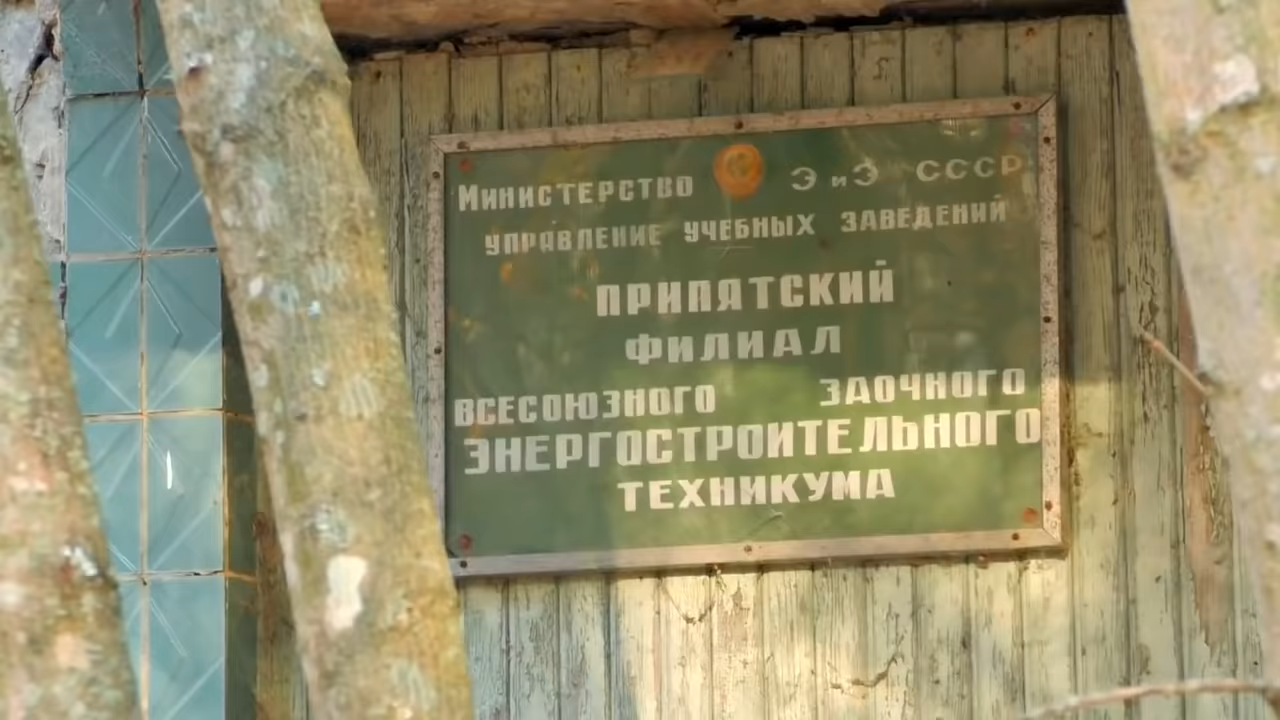 Министерство Э и Э СССР
УПРАВЛЕНИЕ УЧЕБНЫХ ЗАВЕДЕНИЙ
ПРИПЯТСКИЙ
ФИЛИАЛ
ВСЕСОЮЗНОГО ЗАОЧНОГО
ЭНЕРГОСТРОИТЕЛЬНОГО
ТЕХНИКУМА